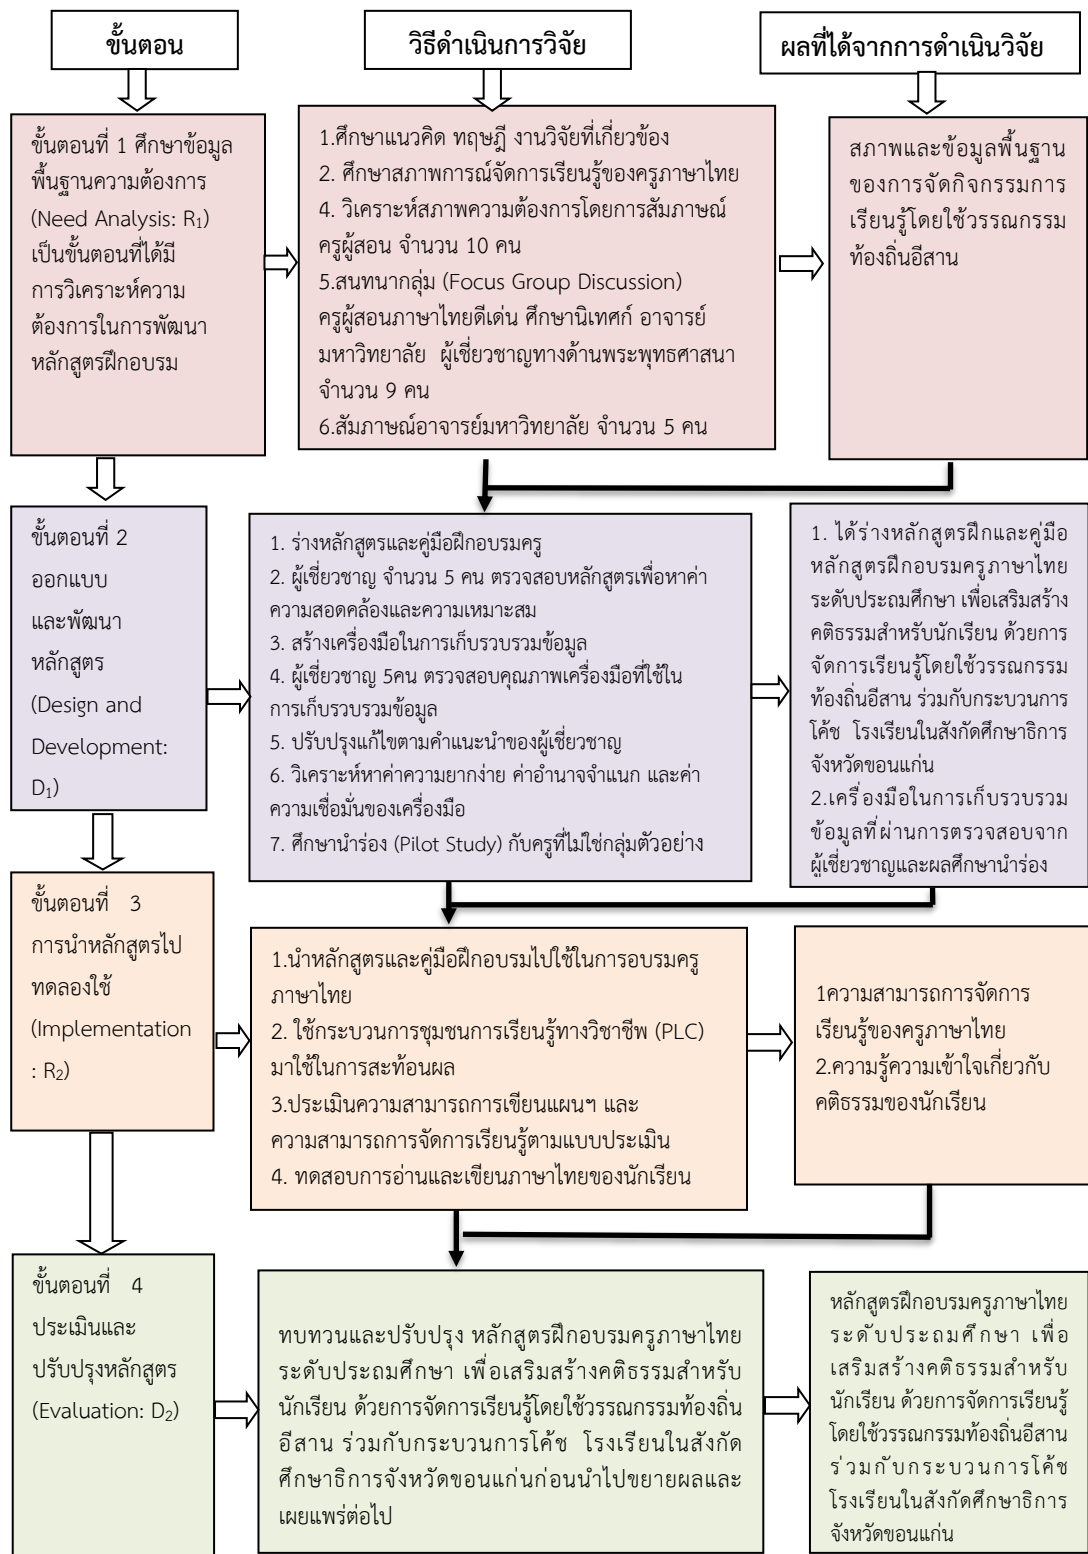 ขั้นตอน
วิธีดำเนินการวิจัย
ผลที่ได้จากการดำเนินวิจัย
ขั้นตอนที่ 1 ศึกษาข้อมูล
พื้นฐานความต้องการ
(Need Analysis: R₁)
เป็นขั้นตอนที่ได้มี
การวิเคราะห์ความ
ต้องการในการพัฒนา
หลักสูตรฝึกอบรม
1.ศึกษาแนวคิด ทฤษฎี งานวิจัยที่เกี่ยวข้อง
2. ศึกษาสภาพการณ์จัดการเรียนรู้ของครูภาษาไทย
4. วิเคราะห์สภาพความต้องการโดยการสัมภาษณ์
ครูผู้สอน จำนวน 10 คน
5.สนทนากลุ่ม (Focus Group Discussion)
ครูผู้สอนภาษาไทยดีเด่น ศึกษานิเทศก์ อาจารย์
มหาวิทยาลัย ผู้เชี่ยวชาญทางด้านพระพุทธศาสนา
จำนวน 9 คน
6.สัมภาษณ์อาจารย์มหาวิทยาลัย จำนวน 5 คน
สภาพและข้อมูลพื้นฐาน
ของการจัดกิจกรรมการ
เรียนรู้โดยใช้วรรณกรรม
ท้องถิ่นอีสาน
ขั้นตอนที่ 2
ออกแบบ
และพัฒนา
หลักสูตร
(Design and
Development:
D₁)
1. ร่างหลักสูตรและคู่มือฝึกอบรมครู
2. ผู้เชี่ยวชาญ จำนวน 5 คน ตรวจสอบหลักสูตรเพื่อหาค่า
ความสอดคล้องและความเหมาะสม
3. สร้างเครื่องมือในการเก็บรวบรวมข้อมูล
4. ผู้เชี่ยวชาญ 5คน ตรวจสอบคุณภาพเครื่องมือที่ใช้ใน
การเก็บรวบรวมข้อมูล
5. ปรับปรุงแก้ไขตามคำแนะนำของผู้เชี่ยวชาญ
6. วิเคราะห์หาค่าความยากง่าย ค่าอำนาจจำแนก และค่า
ความเชื่อมั่นของเครื่องมือ
7. ศึกษานำร่อง (Pilot Study) กับครูที่ไม่ใช่กลุ่มตัวอย่าง
1. ได้ร่างหลักสูตรฝึกและคู่มือ
หลักสูตรฝึกอบรมครูภาษาไทย
ระดับประถมศึกษา เพื่อเสริมสร้าง
คติธรรมสำหรับนักเรียน ด้วยการ
จัดการเรียนรู้โดยใช้วรรณกรรม
ท้องถิ่นอีสาน ร่วมกับกระบวนการ
โค้ช โรงเรียนในสังกัดศึกษาธิการ
จังหวัดขอนแก่น
2.เครื่องมือในการเก็บรวบรวม
ข้อมูลที่ผ่านการตรวจสอบจาก
ผู้เชี่ยวชาญและผลศึกษานำร่อง
ขั้นตอนที่ 3
การนำหลักสูตรไป
ทดลองใช้
(Implementation
: R₂)
1.นำหลักสูตรและคู่มือฝึกอบรมไปใช้ในการอบรมครู
ภาษาไทย
2. ใช้กระบวนการชุมชนการเรียนรู้ทางวิชาชีพ (PLC)
มาใช้ในการสะท้อนผล
3.ประเมินความสามารถการเขียนแผนฯ และ
ความสามารถการจัดการเรียนรู้ตามแบบประเมิน
4. ทดสอบการอ่านและเขียนภาษาไทยของนักเรียน
1ความสามารถการจัดการ
เรียนรู้ของครูภาษาไทย
2.ความรู้ความเข้าใจเกี่ยวกับ
คติธรรมของนักเรียน
ขั้นตอนที่ 4
ประเมินและ
ปรับปรุงหลักสูตร
(Evaluation: D₂)
ทบทวนและปรับปรุง หลักสูตรฝึกอบรมครูภาษาไทย
ระดับประถมศึกษา เพื่อเสริมสร้างคติธรรมสำหรับ
นักเรียน ด้วยการจัดการเรียนรู้โดยใช้วรรณกรรมท้องถิ่น
อีสาน ร่วมกับกระบวนการโค้ช โรงเรียนในสังกัด
ศึกษาธิการจังหวัดขอนแก่นก่อนนำไปขยายผลและ
เผยแพร่ต่อไป
หลักสูตรฝึกอบรมครูภาษาไทย
ระดับประถมศึกษา เพื่อ
เสริมสร้างคติธรรมสำหรับ
นักเรียน ด้วยการจัดการเรียนรู้
โดยใช้วรรณกรรมท้องถิ่นอีสาน
ร่วมกับกระบวนการโค้ช
โรงเรียนในสังกัดศึกษาธิการ
จังหวัดขอนแก่น